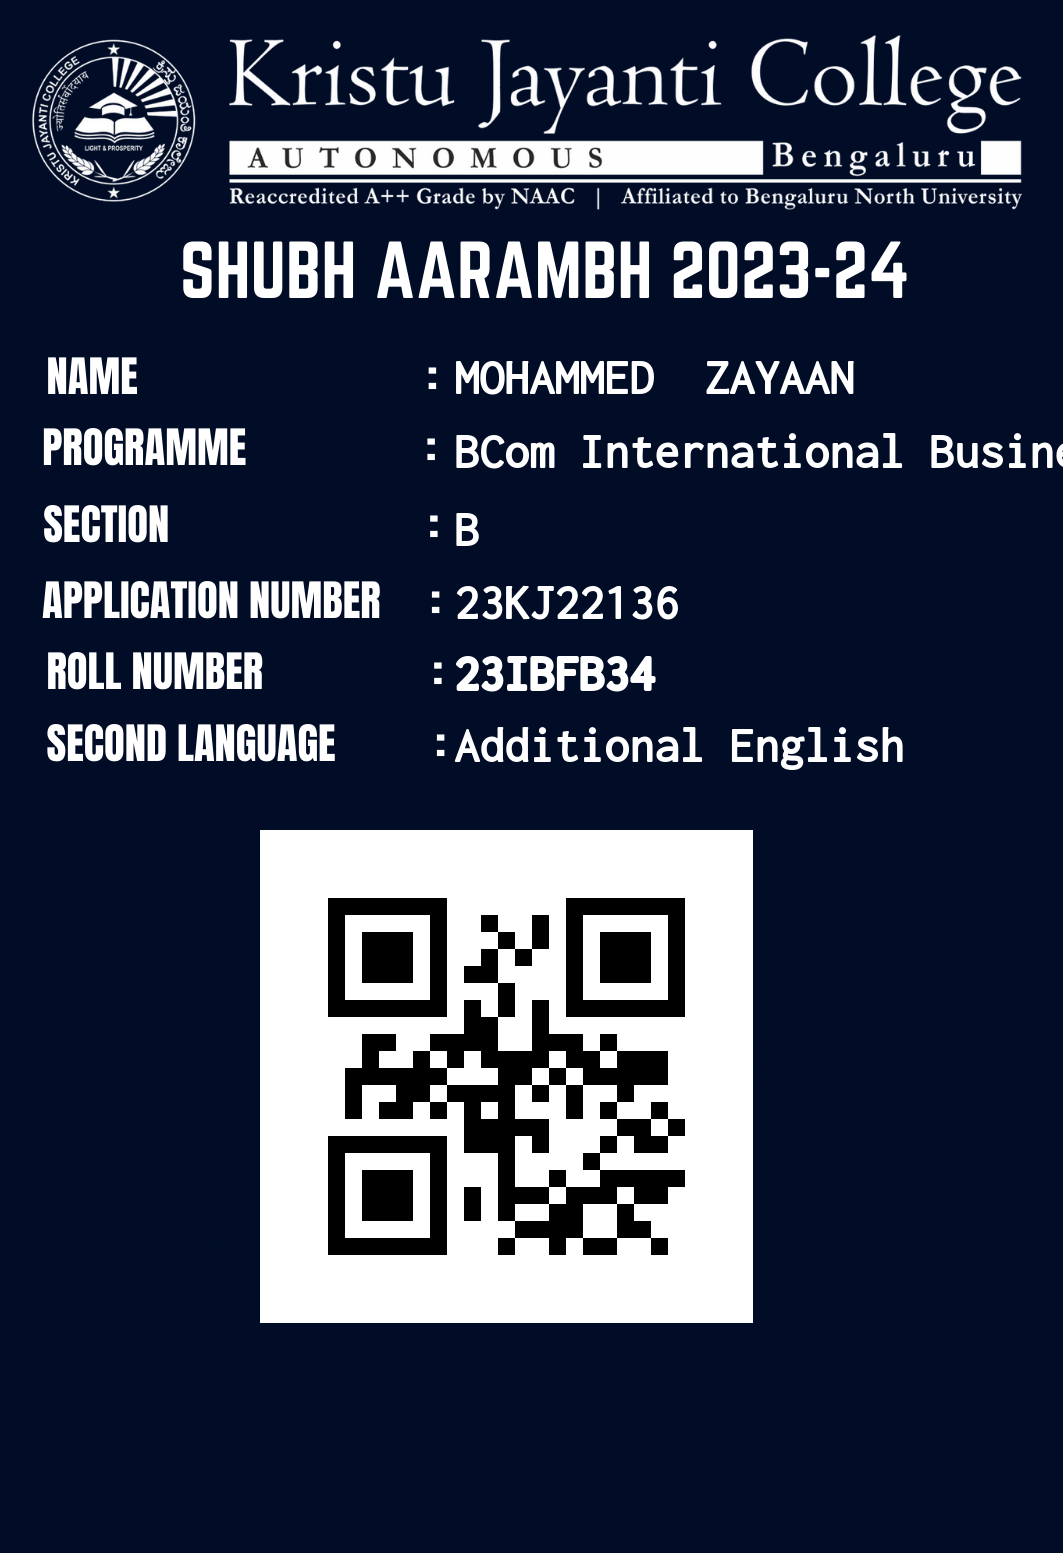 KRISTU JAYANTI COLLEGE
ಕ್ರಿಸ್ತು ಜಯಂತಿ ಕಾಲೇಜು
LIGHT & PROSPERITY
Kristu Jayanti College
AUTONOMOUS Bengaluru
Reaccredited A++ Grade by NAAC | Affiliated to Bengaluru North University
SHUBH AARAMBH 2023-24
NAME : MOHAMMED ZAYAAN
PROGRAMME : BCom International Busine
SECTION : B
APPLICATION NUMBER : 23KJ22136
ROLL NUMBER : 23IBFB34
SECOND LANGUAGE : Additional English